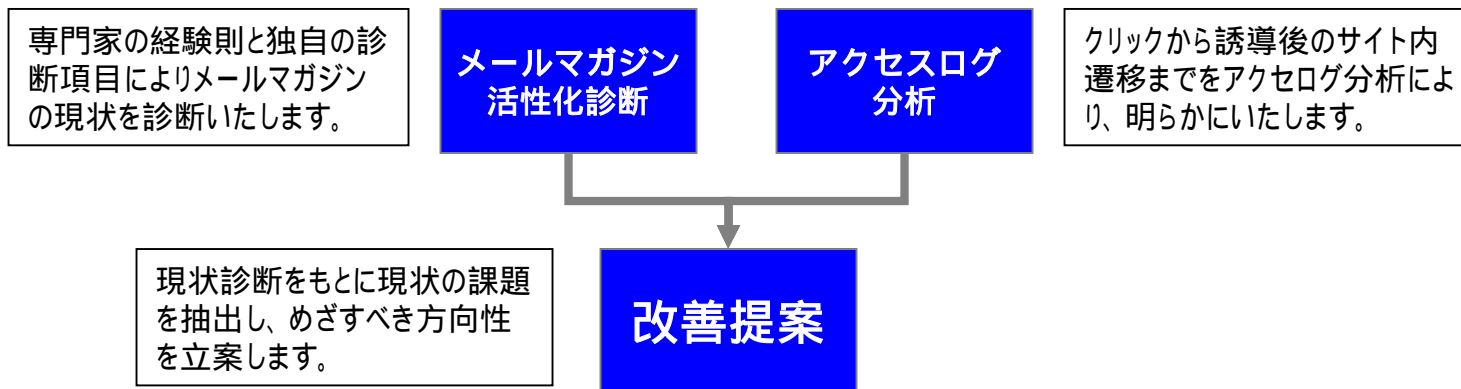 専門家の経験則と独自の診
断項目によりメールマガジン
の現状を診断いたします。
メールマガジン
活性化診断
アクセスログ
分析
クリックから誘導後のサイト内
遷移までをアクセログ分析によ
り、明らかにいたします。
現状診断をもとに現状の課題
を抽出し、めざすべき方向性
を立案します。
改善提案